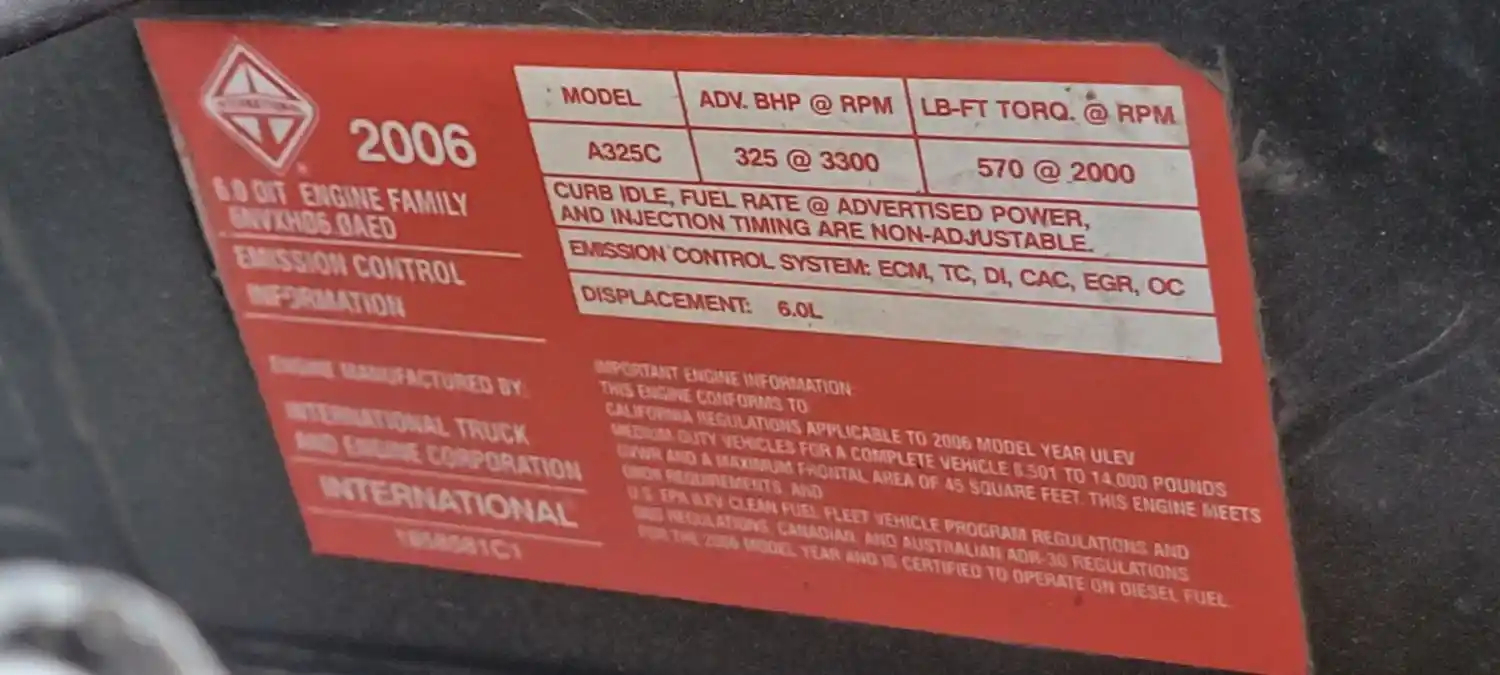 INTERNATIONAL
2006
6.0 DIT ENGINE FAMILY
6NVXH06.0AED
EMISSION CONTROL
INFORMATION
ENGINE MANUFACTURED BY:
INTERNATIONAL TRUCK
AND ENGINE CORPORATION
INTERNATIONAL
MODEL ADV. BHP @ RPM LB-FT TORQ. @ RPM
A325C 325 @ 3300 570 @ 2000
CURB IDLE, FUEL RATE @ ADVERTISED POWER,
AND INJECTION TIMING ARE NON-ADJUSTABLE.
EMISSION CONTROL SYSTEM: ECM, TC, DI, CAC, EGR, OC
DISPLACEMENT: 6.0L
IMPORTANT ENGINE INFORMATION
THIS ENGINE CONFORMS TO
CALIFORNIA REGULATIONS APPLICABLE TO 2006 MODEL YEAR ULEV
MEDIUM DUTY VEHICLES FOR A COMPLETE VEHICLE 8,501 TO 14,000 POUNDS
GVWR AND A MAXIMUM FRONTAL AREA OF 45 SQUARE FEET. THIS ENGINE MEETS
REQUIREMENTS, AND
U.S. EPA CLEAN FUEL FLEET VEHICLE PROGRAM REGULATIONS AND
REGULATIONS, CANADIAN, AND AUSTRALIAN ADR-30 REGULATIONS
FOR THE 2006 MODEL YEAR AND IS CERTIFIED TO OPERATE ON DIESEL FUEL.